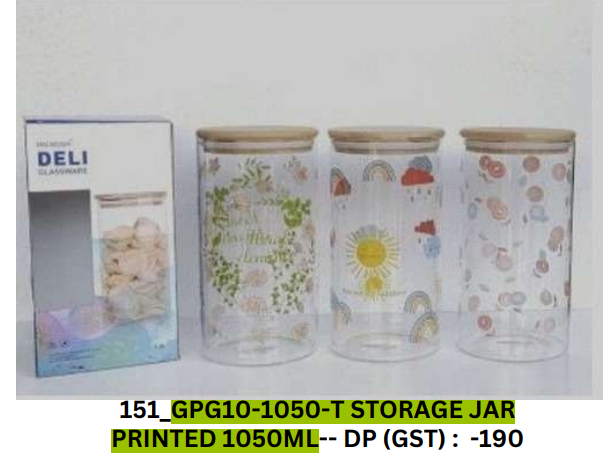 DELI
GLASSWARE
151_GPG10-1050-T STORAGE JAR
PRINTED 1050ML-- DP (GST) : -190